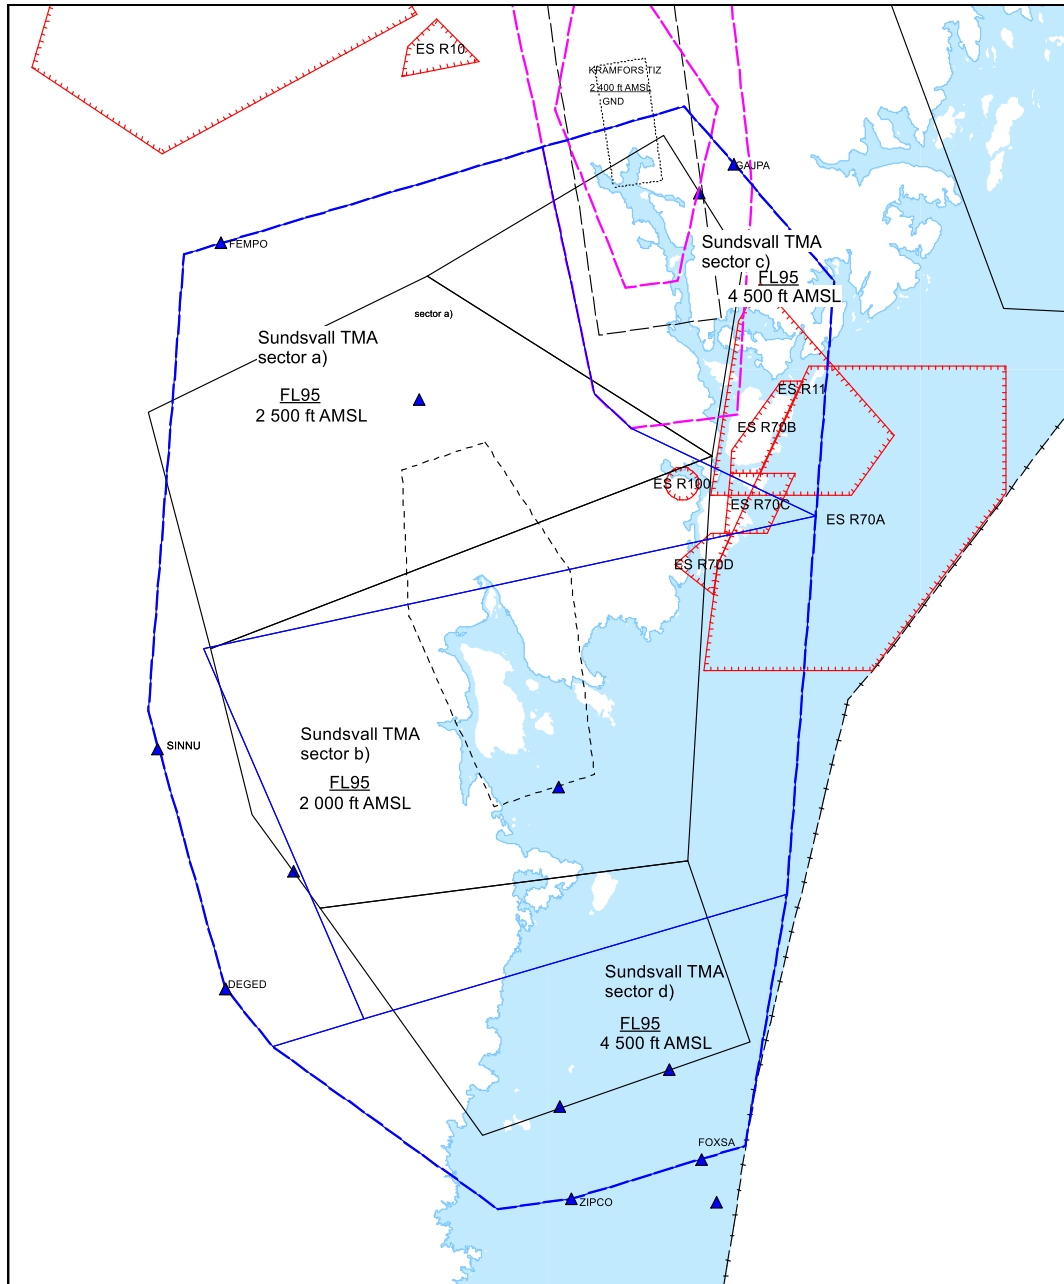 ES R10
KRAMFORS TIZ
2 400 ft AMSL
GND
GAJPA
FEMPO
Sundsvall TMA
sector c)
FL95
4 500 ft AMSL
sector a)
Sundsvall TMA
sector a)
FL95
2 500 ft AMSL
ES R11
ES R70B
ES R100
ES R70C
ES R70A
ES R70D
Sundsvall TMA
sector b)
FL95
2 000 ft AMSL
SINNU
DEGED
Sundsvall TMA
sector d)
FL95
4 500 ft AMSL
FOXSA
ZIPCO